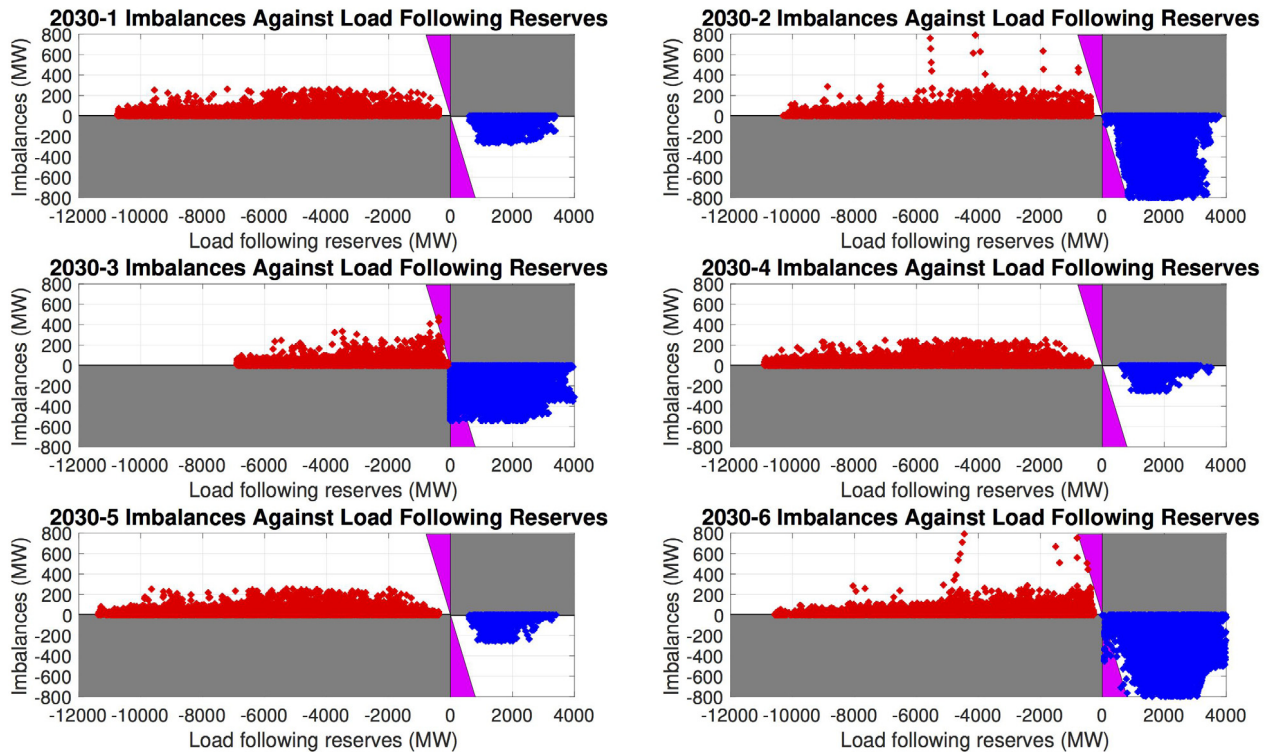 2030-1 Imbalances Against Load Following Reserves
Imbalances (MW)
800
600
400
200
0
-200
-400
-600
-800
-12000 -10000 -8000 -6000 -4000 -2000 0 2000 4000
Load following reserves (MW)
2030-2 Imbalances Against Load Following Reserves
Imbalances (MW)
800
600
400
200
0
-200
-400
-600
-800
-12000 -10000 -8000 -6000 -4000 -2000 0 2000 4000
Load following reserves (MW)
2030-3 Imbalances Against Load Following Reserves
Imbalances (MW)
800
600
400
200
0
-200
-400
-600
-800
-12000 -10000 -8000 -6000 -4000 -2000 0 2000 4000
Load following reserves (MW)
2030-4 Imbalances Against Load Following Reserves
Imbalances (MW)
800
600
400
200
0
-200
-400
-600
-800
-12000 -10000 -8000 -6000 -4000 -2000 0 2000 4000
Load following reserves (MW)
2030-5 Imbalances Against Load Following Reserves
Imbalances (MW)
800
600
400
200
0
-200
-400
-600
-800
-12000 -10000 -8000 -6000 -4000 -2000 0 2000 4000
Load following reserves (MW)
2030-6 Imbalances Against Load Following Reserves
Imbalances (MW)
800
600
400
200
0
-200
-400
-600
-800
-12000 -10000 -8000 -6000 -4000 -2000 0 2000 4000
Load following reserves (MW)